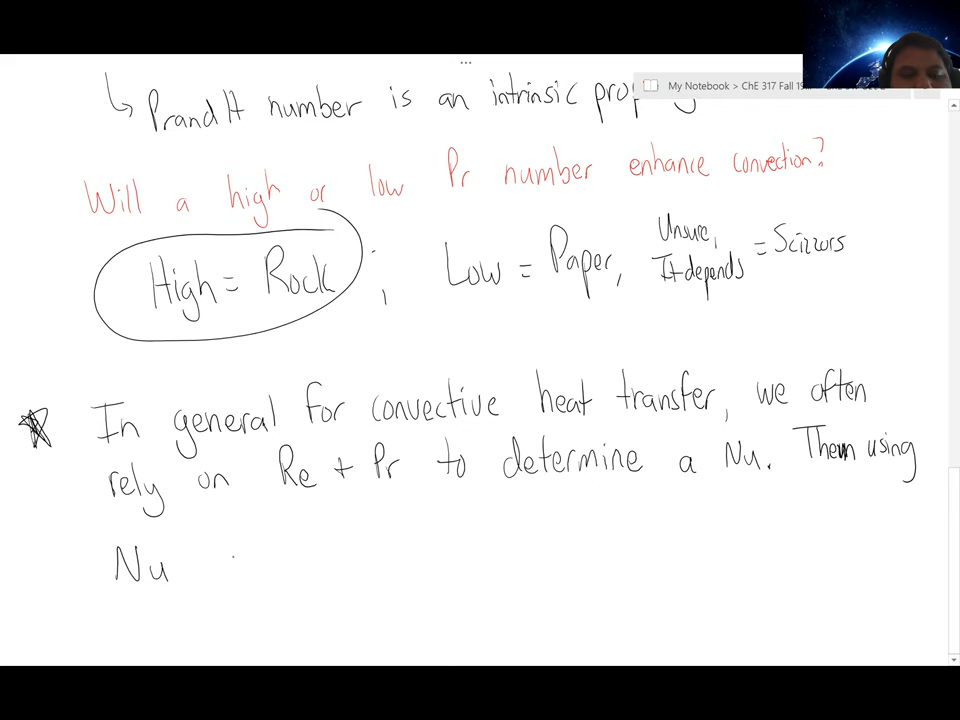 My Notebook > ChE 317 Fall 19
↳ Prandtl number is an intrinsic
Will a high or low Pr number enhance convection?
High = Rock ; Low = Paper, Unsure, It depends = Scizzors
In general for convective heat transfer, we often
rely on Re + Pr to determine a Nu. Then using
Nu